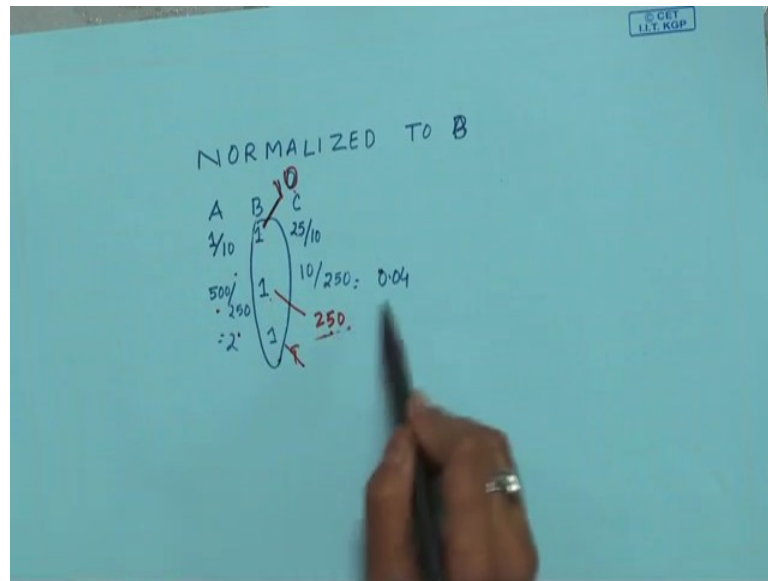 © CET
I.I.T. KGP
NORMALIZED TO B
10
A B C
1/10 1 25/10
500/250 1 10/250 = 0.04
250
= 2 1